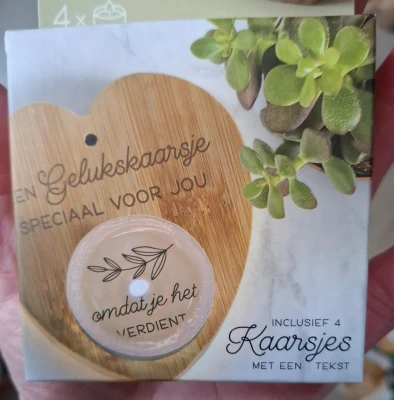 4x
EN Gelukskaarsje
SPECIAAL VOOR JOU
omdat je het
VERDIENT
INCLUSIEF 4
Kaarsjes
MET EEN TEKST